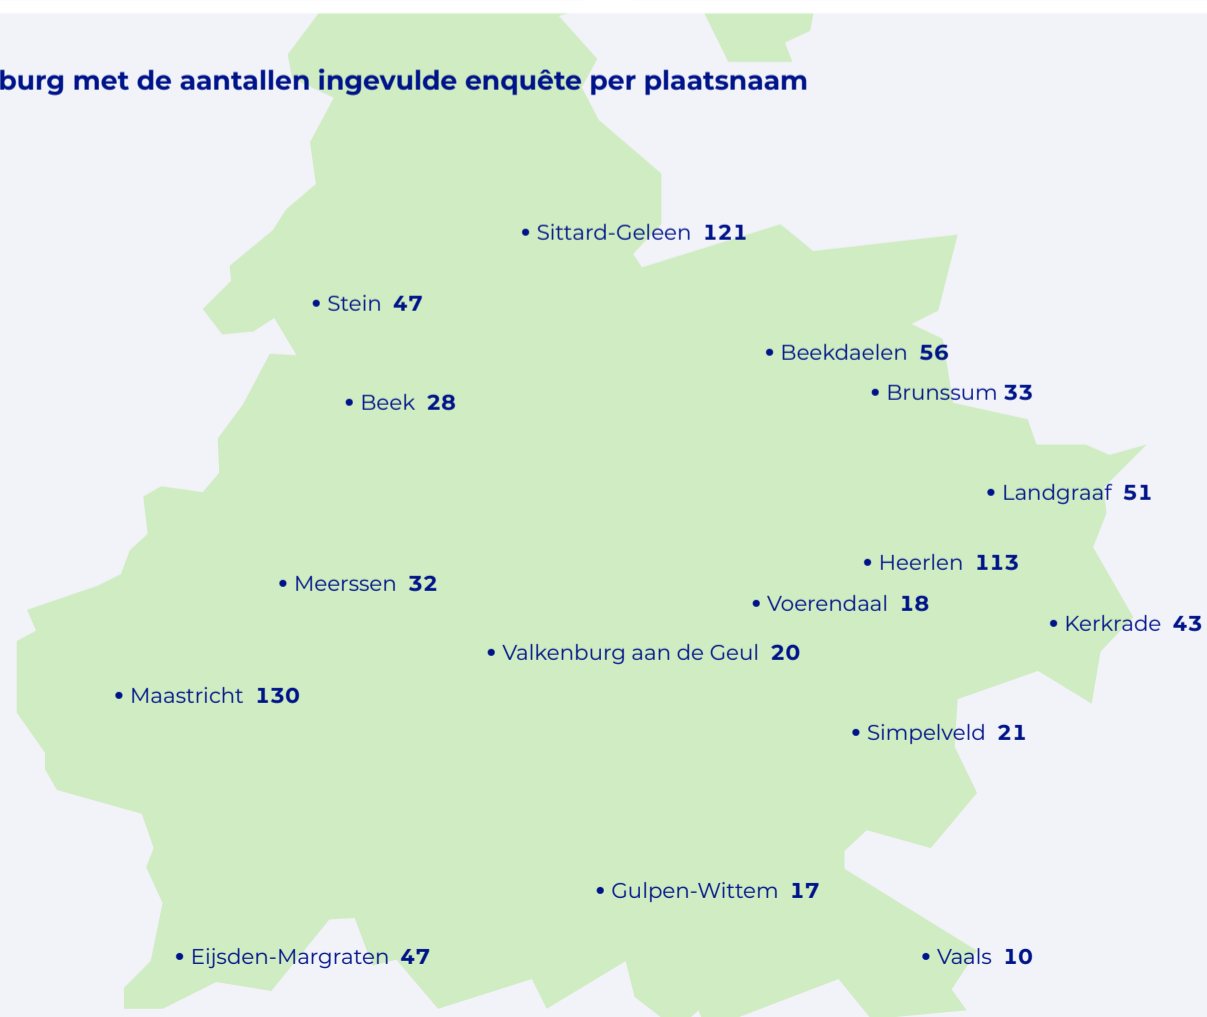 burg met de aantallen ingevulde enquête per plaatsnaam
• Sittard-Geleen 121
• Stein 47
• Beekdaelen 56
• Brunssum 33
• Beek 28
• Landgraaf 51
• Heerlen 113
• Meerssen 32
• Voerendaal 18
• Kerkrade 43
• Valkenburg aan de Geul 20
• Maastricht 130
• Simpelveld 21
• Gulpen-Wittem 17
• Eijsden-Margraten 47
• Vaals 10